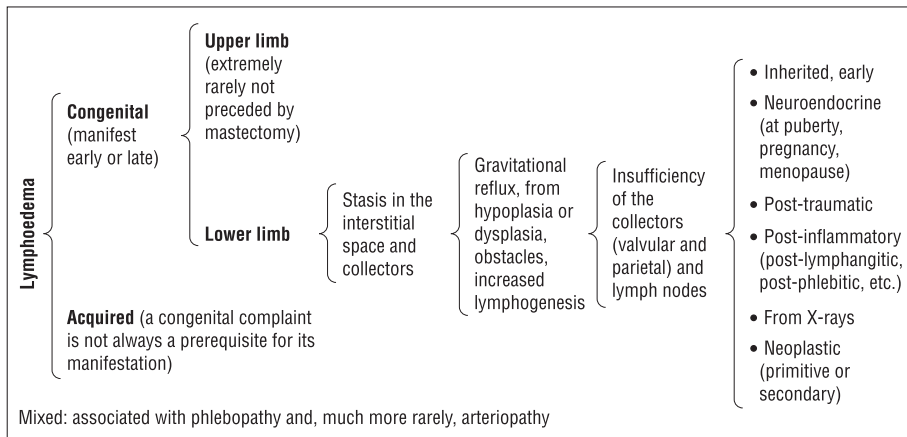 Lymphoedema
Congenital
(manifest
early or late)
Upper limb
(extremely
rarely not
preceded by
mastectomy)
Lower limb
Stasis in the
interstitial
space and
collectors
Gravitational
reflux, from
hypoplasia or
dysplasia,
obstacles,
increased
lymphogenesis
Insufficiency
of the
collectors
(valvular and
parietal) and
lymph nodes
• Inherited, early
• Neuroendocrine
(at puberty,
pregnancy,
menopause)
• Post-traumatic
• Post-inflammatory
(post-lymphangitic,
post-phlebitic, etc.)
• From X-rays
• Neoplastic
(primitive or
secondary)
Acquired (a congenital complaint
is not always a prerequisite for its
manifestation)
Mixed: associated with phlebopathy and, much more rarely, arteriopathy